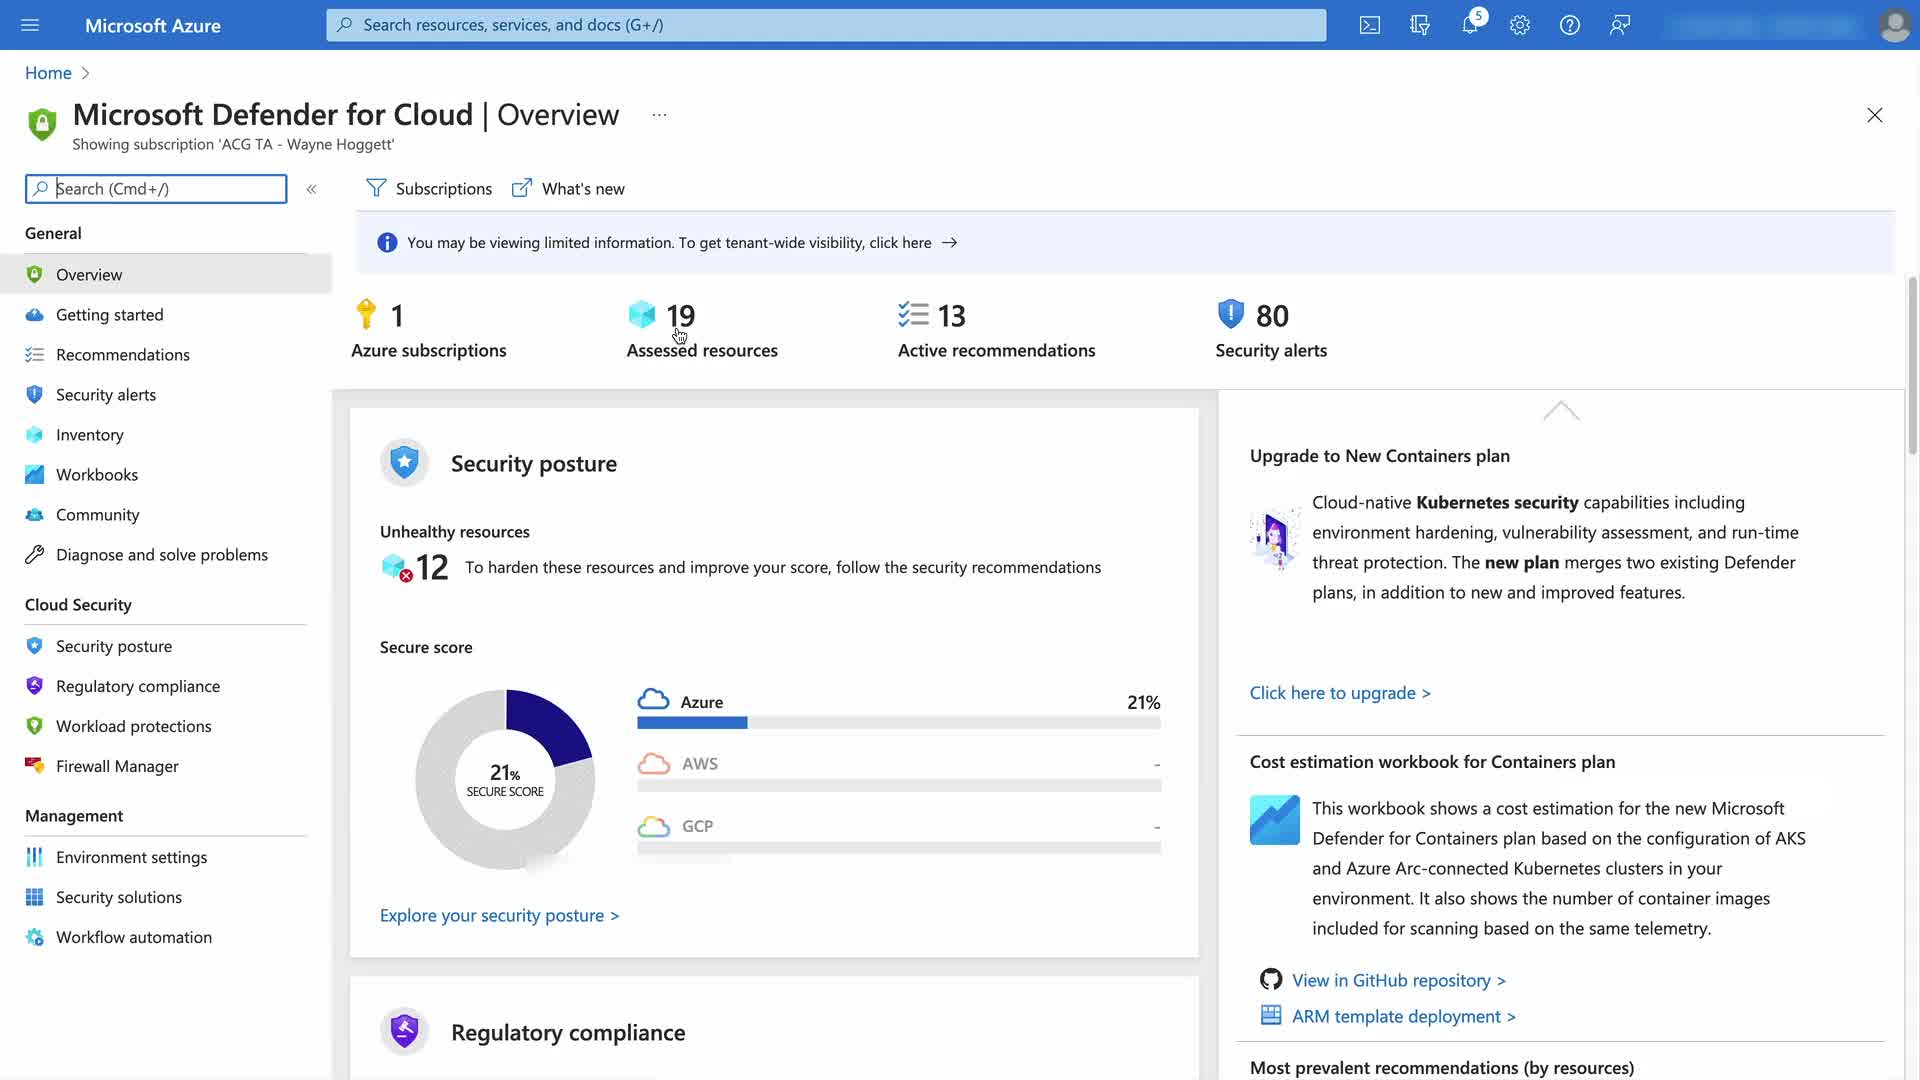 Microsoft Azure
Search resources, services, and docs (G+/)
5
Home
Microsoft Defender for Cloud | Overview
...
Showing subscription 'ACG TA - Wayne Hoggett'
Search (Cmd+/)
«
Subscriptions
What's new
General
Overview
Getting started
Recommendations
Security alerts
Inventory
Workbooks
Community
Diagnose and solve problems
Cloud Security
Security posture
Regulatory compliance
Workload protections
Firewall Manager
Management
Environment settings
Security solutions
Workflow automation
You may be viewing limited information. To get tenant-wide visibility, click here →
1
Azure subscriptions
19
Assessed resources
13
Active recommendations
80
Security alerts
Security posture
Unhealthy resources
12 To harden these resources and improve your score, follow the security recommendations
Secure score
21%
SECURE SCORE
Azure 21%
AWS -
GCP -
Explore your security posture >
Regulatory compliance
Upgrade to New Containers plan
Cloud-native Kubernetes security capabilities including
environment hardening, vulnerability assessment, and run-time
threat protection. The new plan merges two existing Defender
plans, in addition to new and improved features.
Click here to upgrade >
Cost estimation workbook for Containers plan
This workbook shows a cost estimation for the new Microsoft
Defender for Containers plan based on the configuration of AKS
and Azure Arc-connected Kubernetes clusters in your
environment. It also shows the number of container images
included for scanning based on the same telemetry.
View in GitHub repository >
ARM template deployment >
Most prevalent recommendations (by resources)